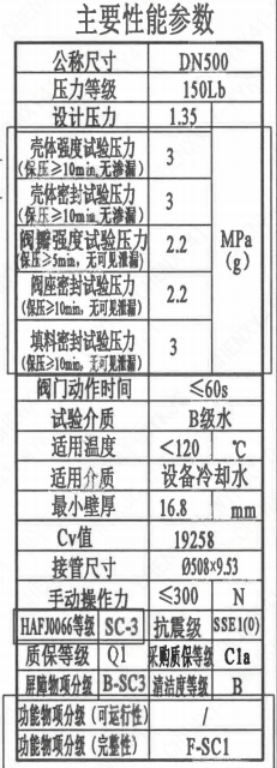 主要性能参数
公称尺寸 DN500
压力等级 150Lb
设计压力 1.35
壳体强度试验压力 3
(保压≥10min,无渗漏)
壳体密封试验压力 3
(保压≥10min,无渗漏)
阀瓣强度试验压力 2.2 MPa
(保压≥5min,无可见泄漏) (g)
阀座密封试验压力 2.2
(保压≥10min,无可见泄漏)
填料密封试验压力 3
(保压≥10min,无可见泄漏)
阀门动作时间 ≤60s
试验介质 B级水
适用温度 <120 ℃
适用介质 设备冷却水
最小壁厚 16.8 mm
Cv值 19258
接管尺寸 Ø508×9.53
手动操作力 ≤300 N
HAFJ0066等级 SC-3 抗震级 SSE1(0)
质保等级 Q1 采购质保等级 C1a
屏障物项分级 B-SC3 清洁度等级 B
功能物项分级（可运行性） /
功能物项分级（完整性） F-SC1